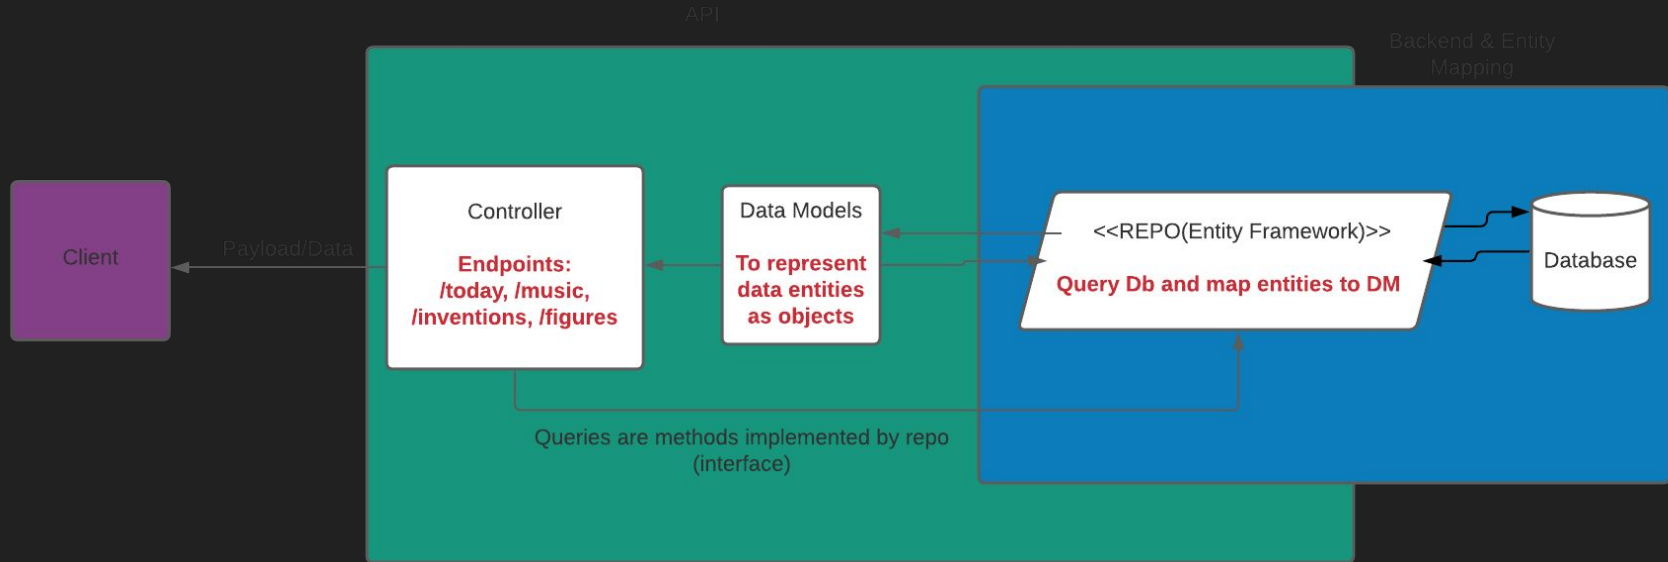 API
Backend & Entity
Mapping
Client
Payload/Data
Controller
Endpoints:
/today, /music,
/inventions, /figures
Data Models
To represent
data entities
as objects
<<REPO(Entity Framework)>>
Query Db and map entities to DM
Database
Queries are methods implemented by repo
(interface)